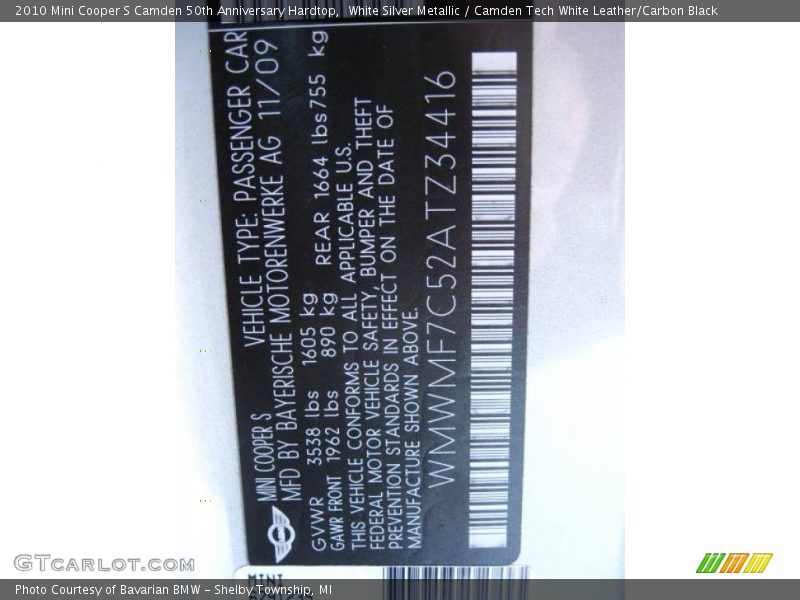 2010 Mini Cooper S Camden 50th Anniversary Hardtop,  White Silver Metallic / Camden Tech White Leather/Carbon Black
MINI COOPER S VEHICLE TYPE: PASSENGER CAR
MFD BY BAYERISCHE MOTORENWERKE AG 11/09
GVWR 3538 lbs 1605 kg
GAWR FRONT 1962 lbs 890 kg REAR 1664 lbs 755 kg
THIS VEHICLE CONFORMS TO ALL APPLICABLE U.S.
FEDERAL MOTOR VEHICLE SAFETY, BUMPER AND THEFT
PREVENTION STANDARDS IN EFFECT ON THE DATE OF
MANUFACTURE SHOWN ABOVE.
WMWMF7C52ATZ34416
MINI
GTcarlot.com
Photo Courtesy of Bavarian BMW – Shelby Township, MI